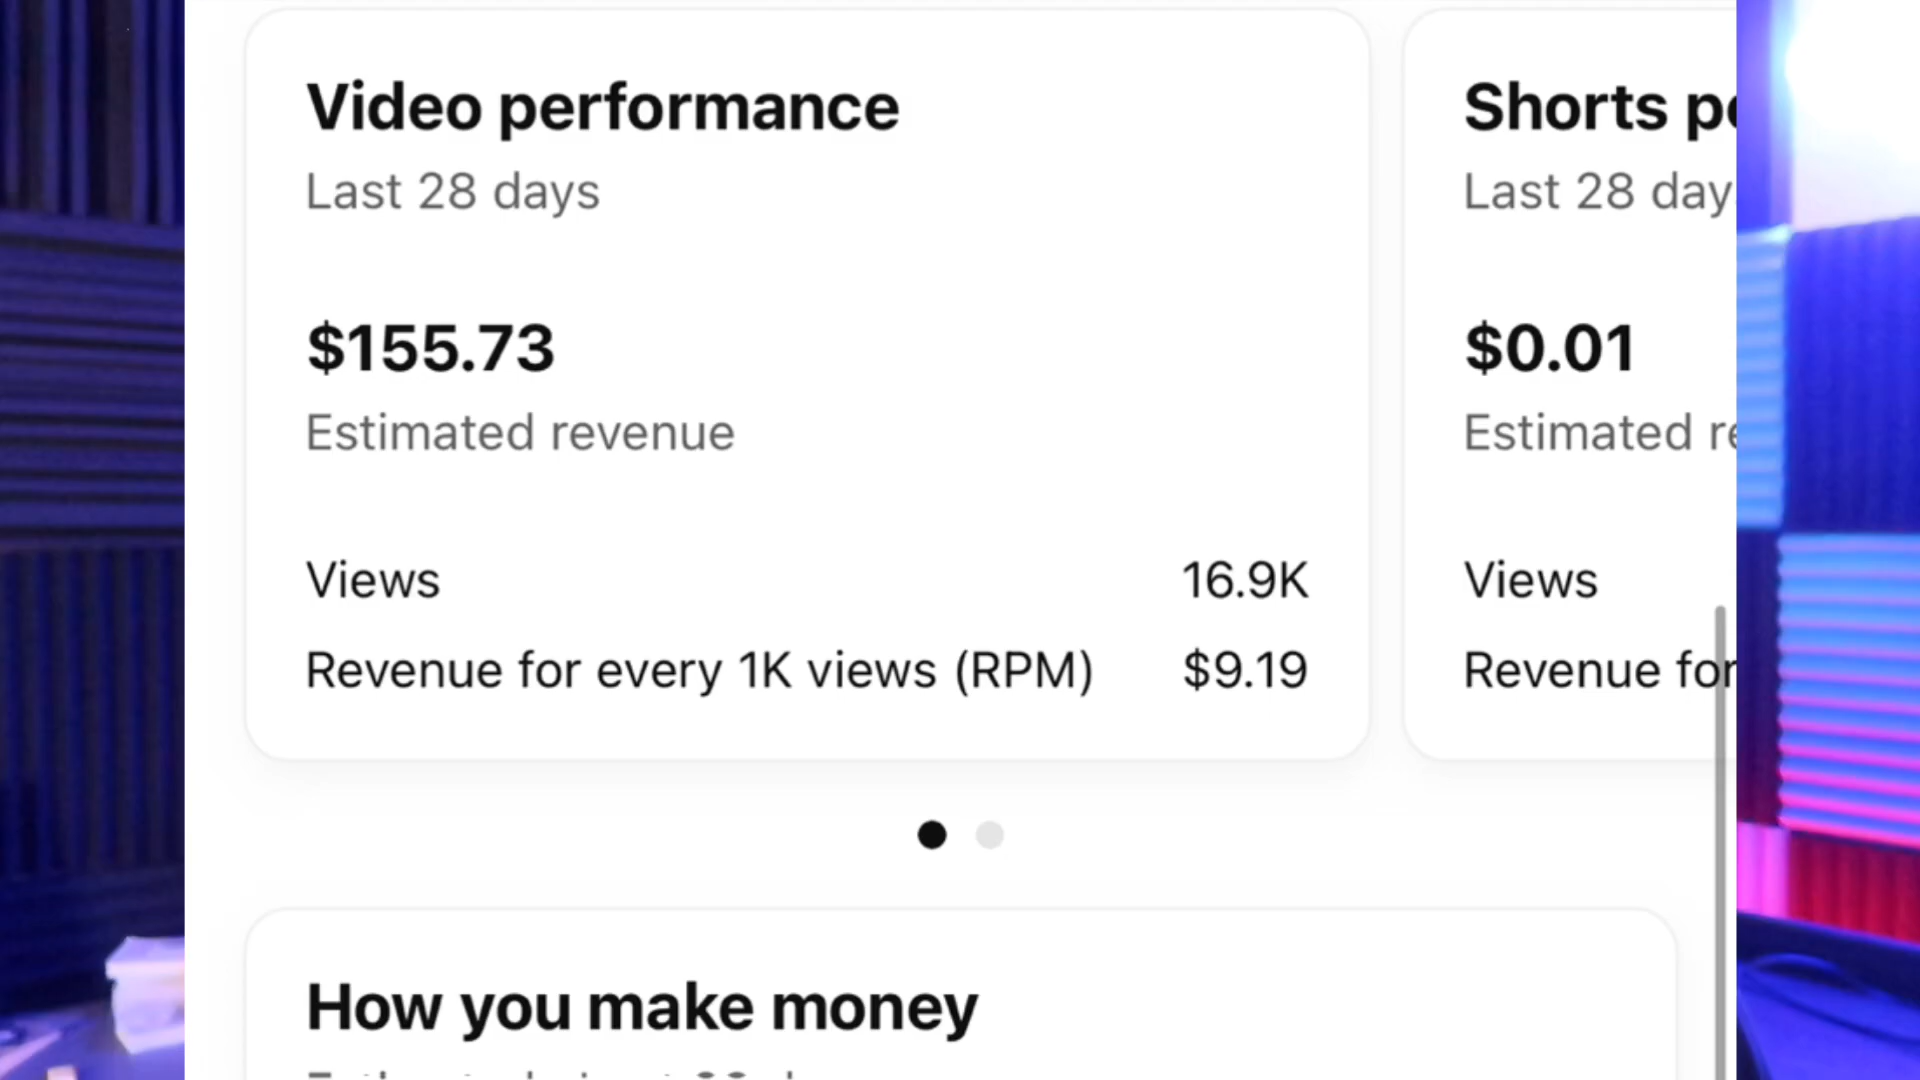 Video performance
Last 28 days
$155.73
Estimated revenue
Views 16.9K
Revenue for every 1K views (RPM) $9.19
Shorts
Last 28 day
$0.01
Estimated
Views
Revenue for
How you make money